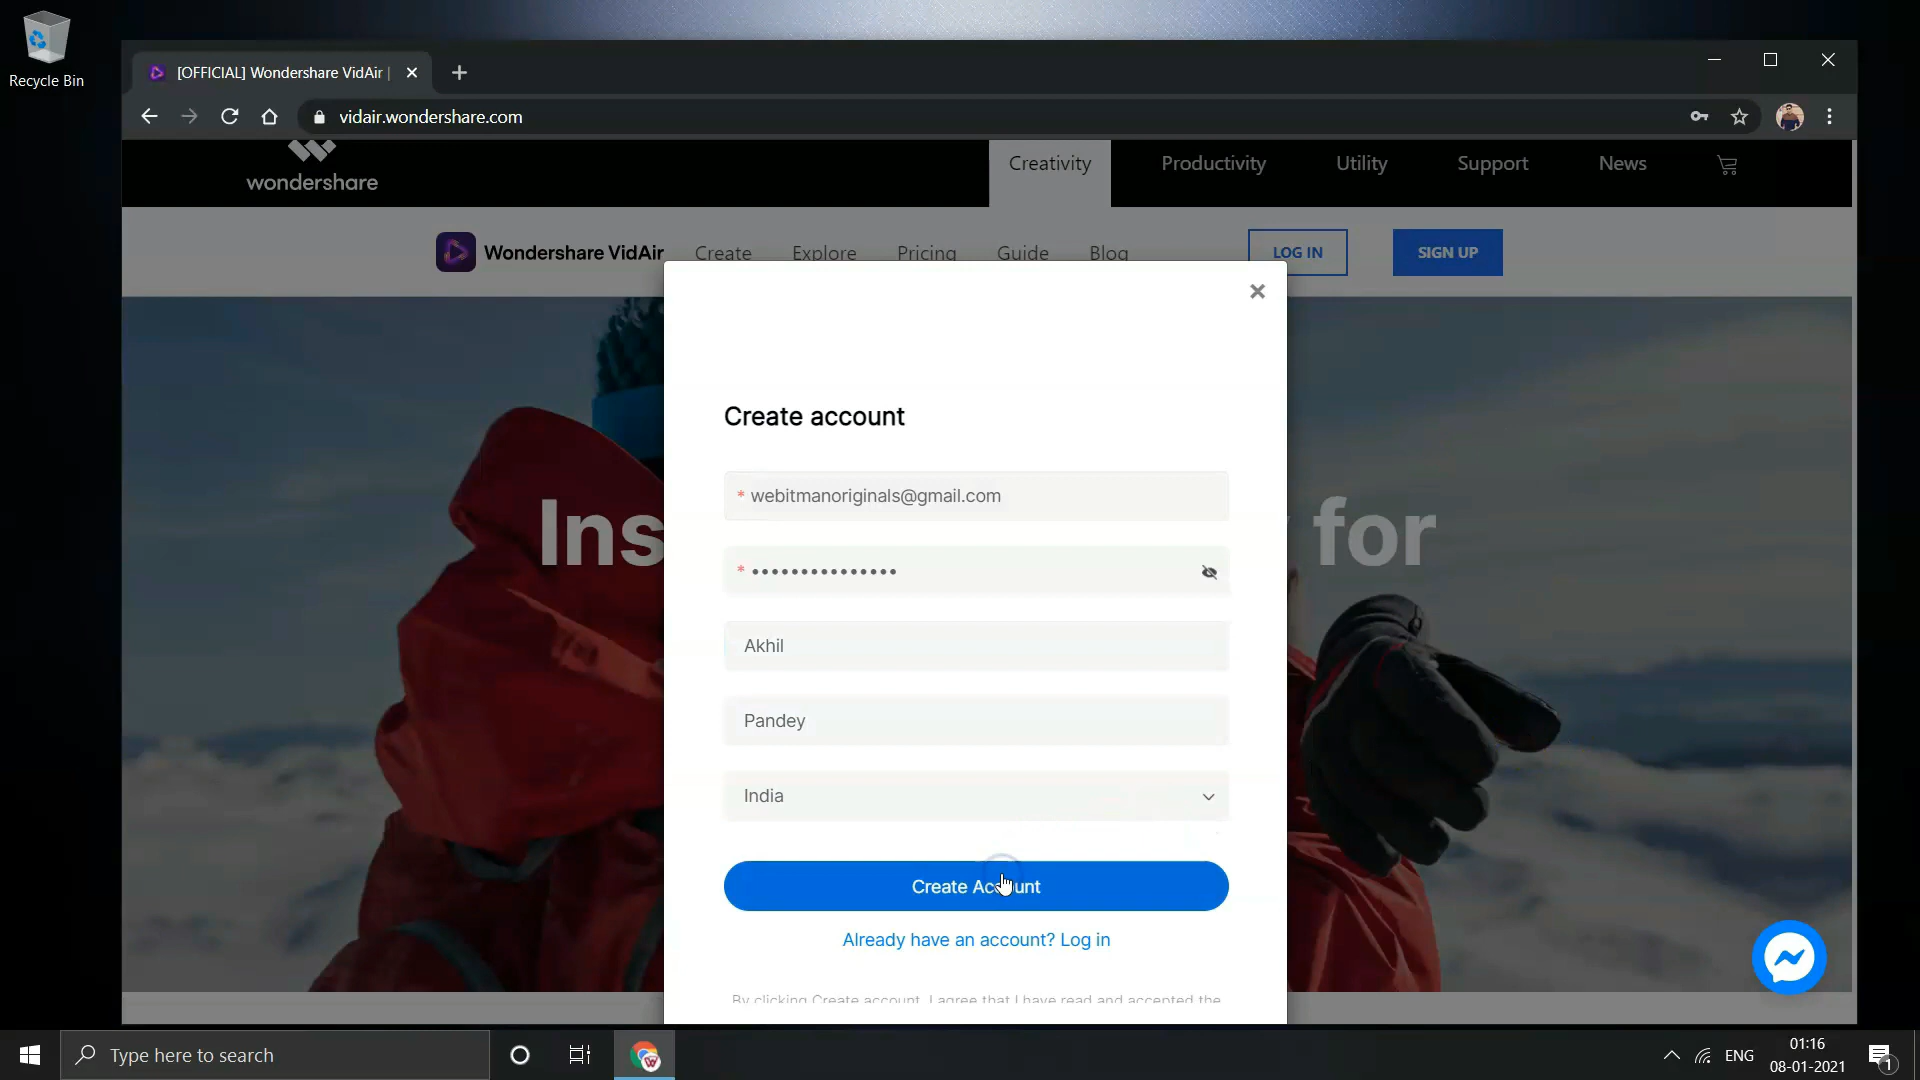 Recycle Bin
[OFFICIAL] Wondershare VidAir |
vidair.wondershare.com
wondershare
Creativity
Productivity
Utility
Support
News
Wondershare VidAir
Create
Explore
Pricing
Guide
Blog
LOG IN
SIGN UP
Ins
for
Create account
* webitmanoriginals@gmail.com
* •••••••••••••••
Akhil
Pandey
India
Create Account
Already have an account? Log in
By clicking Create account, I agree that I have read and accepted the
Type here to search
ENG
01:16
08-01-2021
1